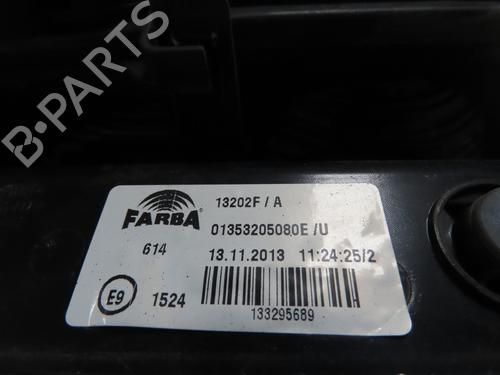 B-PARTS
FARBA
13202F / A
01353205080E /U
614
13.11.2013 11:24:25/2
E9
1524
133295689